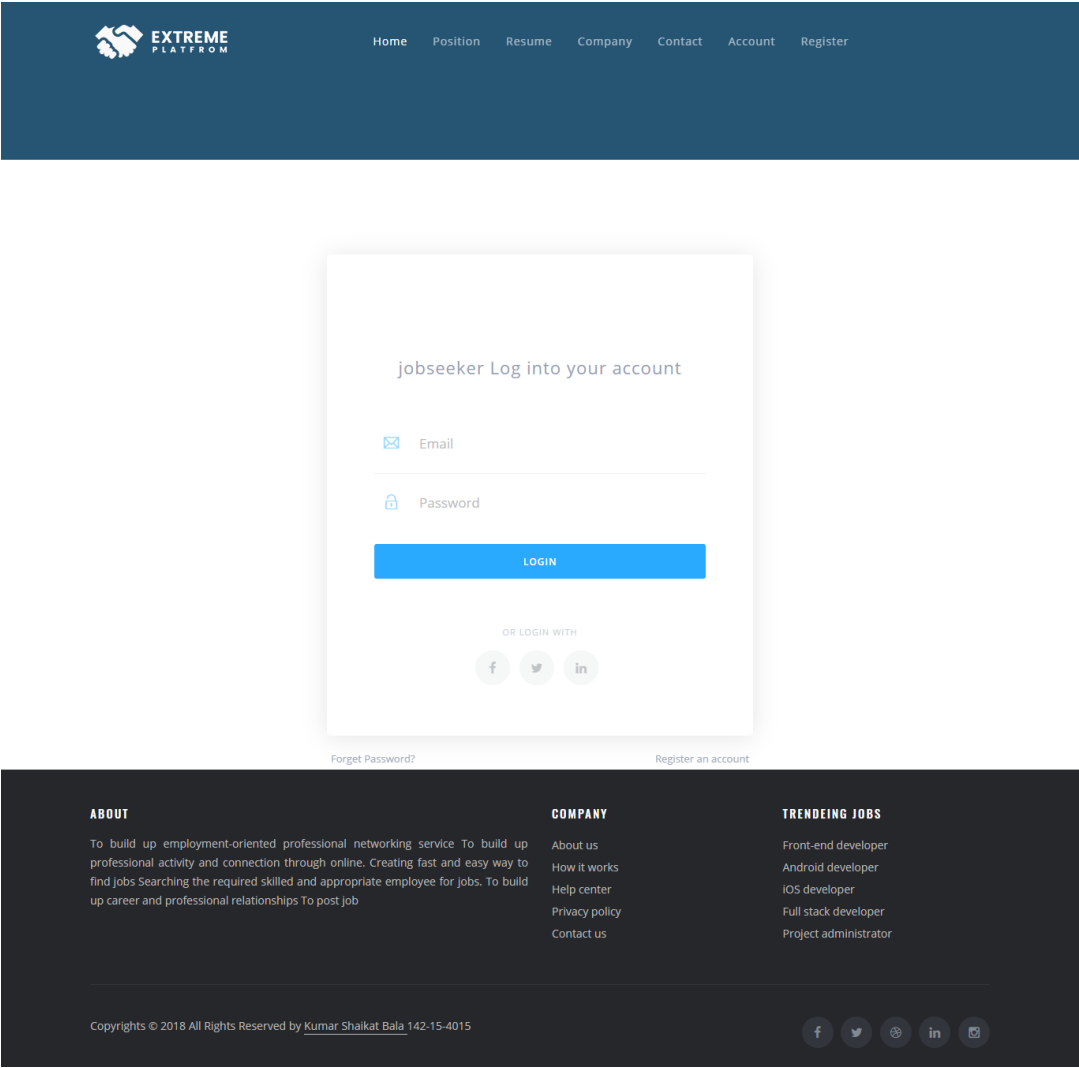 EXTREME
PLATFROM
Home Position Resume Company Contact Account Register
jobseeker Log into your account
Email
Password
LOGIN
OR LOGIN WITH
Forget Password? Register an account
ABOUT
To build up employment-oriented professional networking service To build up
professional activity and connection through online. Creating fast and easy way to
find jobs Searching the required skilled and appropriate employee for jobs. To build
up career and professional relationships To post job
COMPANY
About us
How it works
Help center
Privacy policy
Contact us
TRENDEING JOBS
Front-end developer
Android developer
iOS developer
Full stack developer
Project administrator
Copyrights © 2018 All Rights Reserved by Kumar Shaikat Bala 142-15-4015